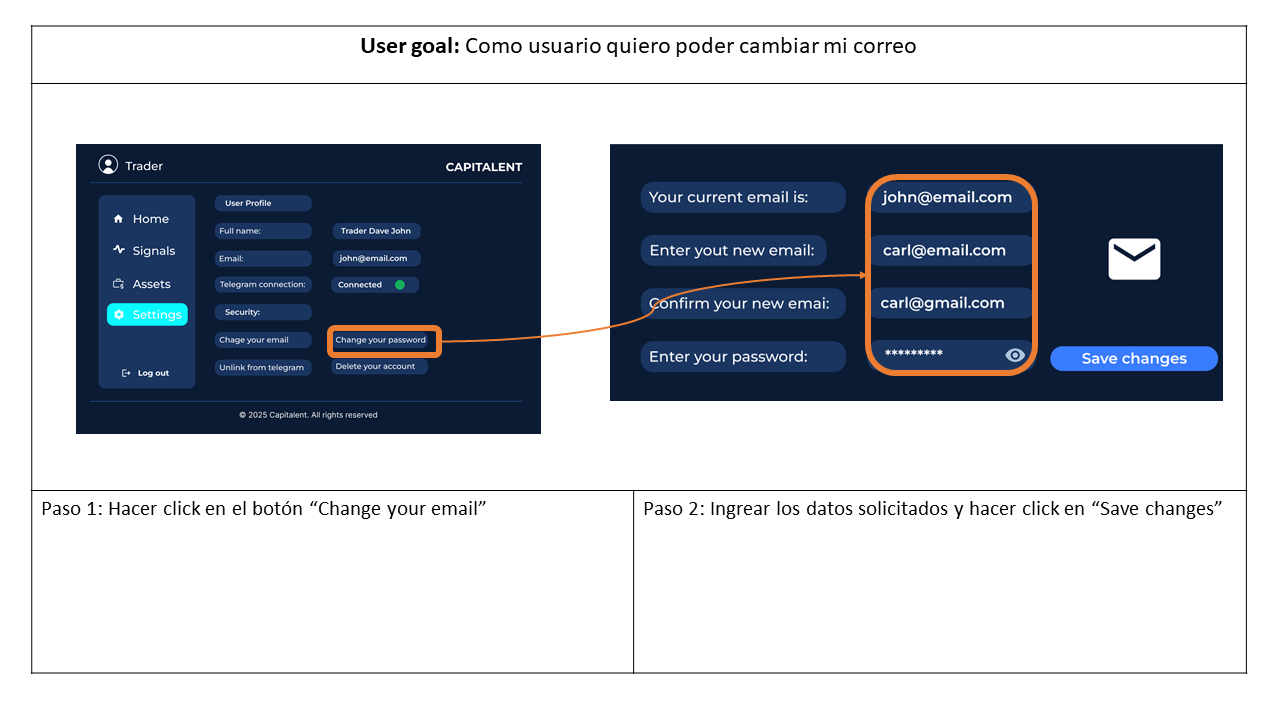 User goal: Como usuario quiero poder cambiar mi correo
Trader
CAPITALENT
Home
Signals
Assets
Settings
Log out
User Profile
Full name: Trader Dave John
Email: john@email.com
Telegram connection: Connected
Security:
Chage your email Change your password
Unlink from telegram Delete your account
© 2025 Capitalent. All rights reserved
Your current email is: john@email.com
Enter yout new email: carl@email.com
Confirm your new emai: carl@gmail.com
Enter your password: *********
Save changes
Paso 1: Hacer click en el botón “Change your email”
Paso 2: Ingrear los datos solicitados y hacer click en “Save changes”